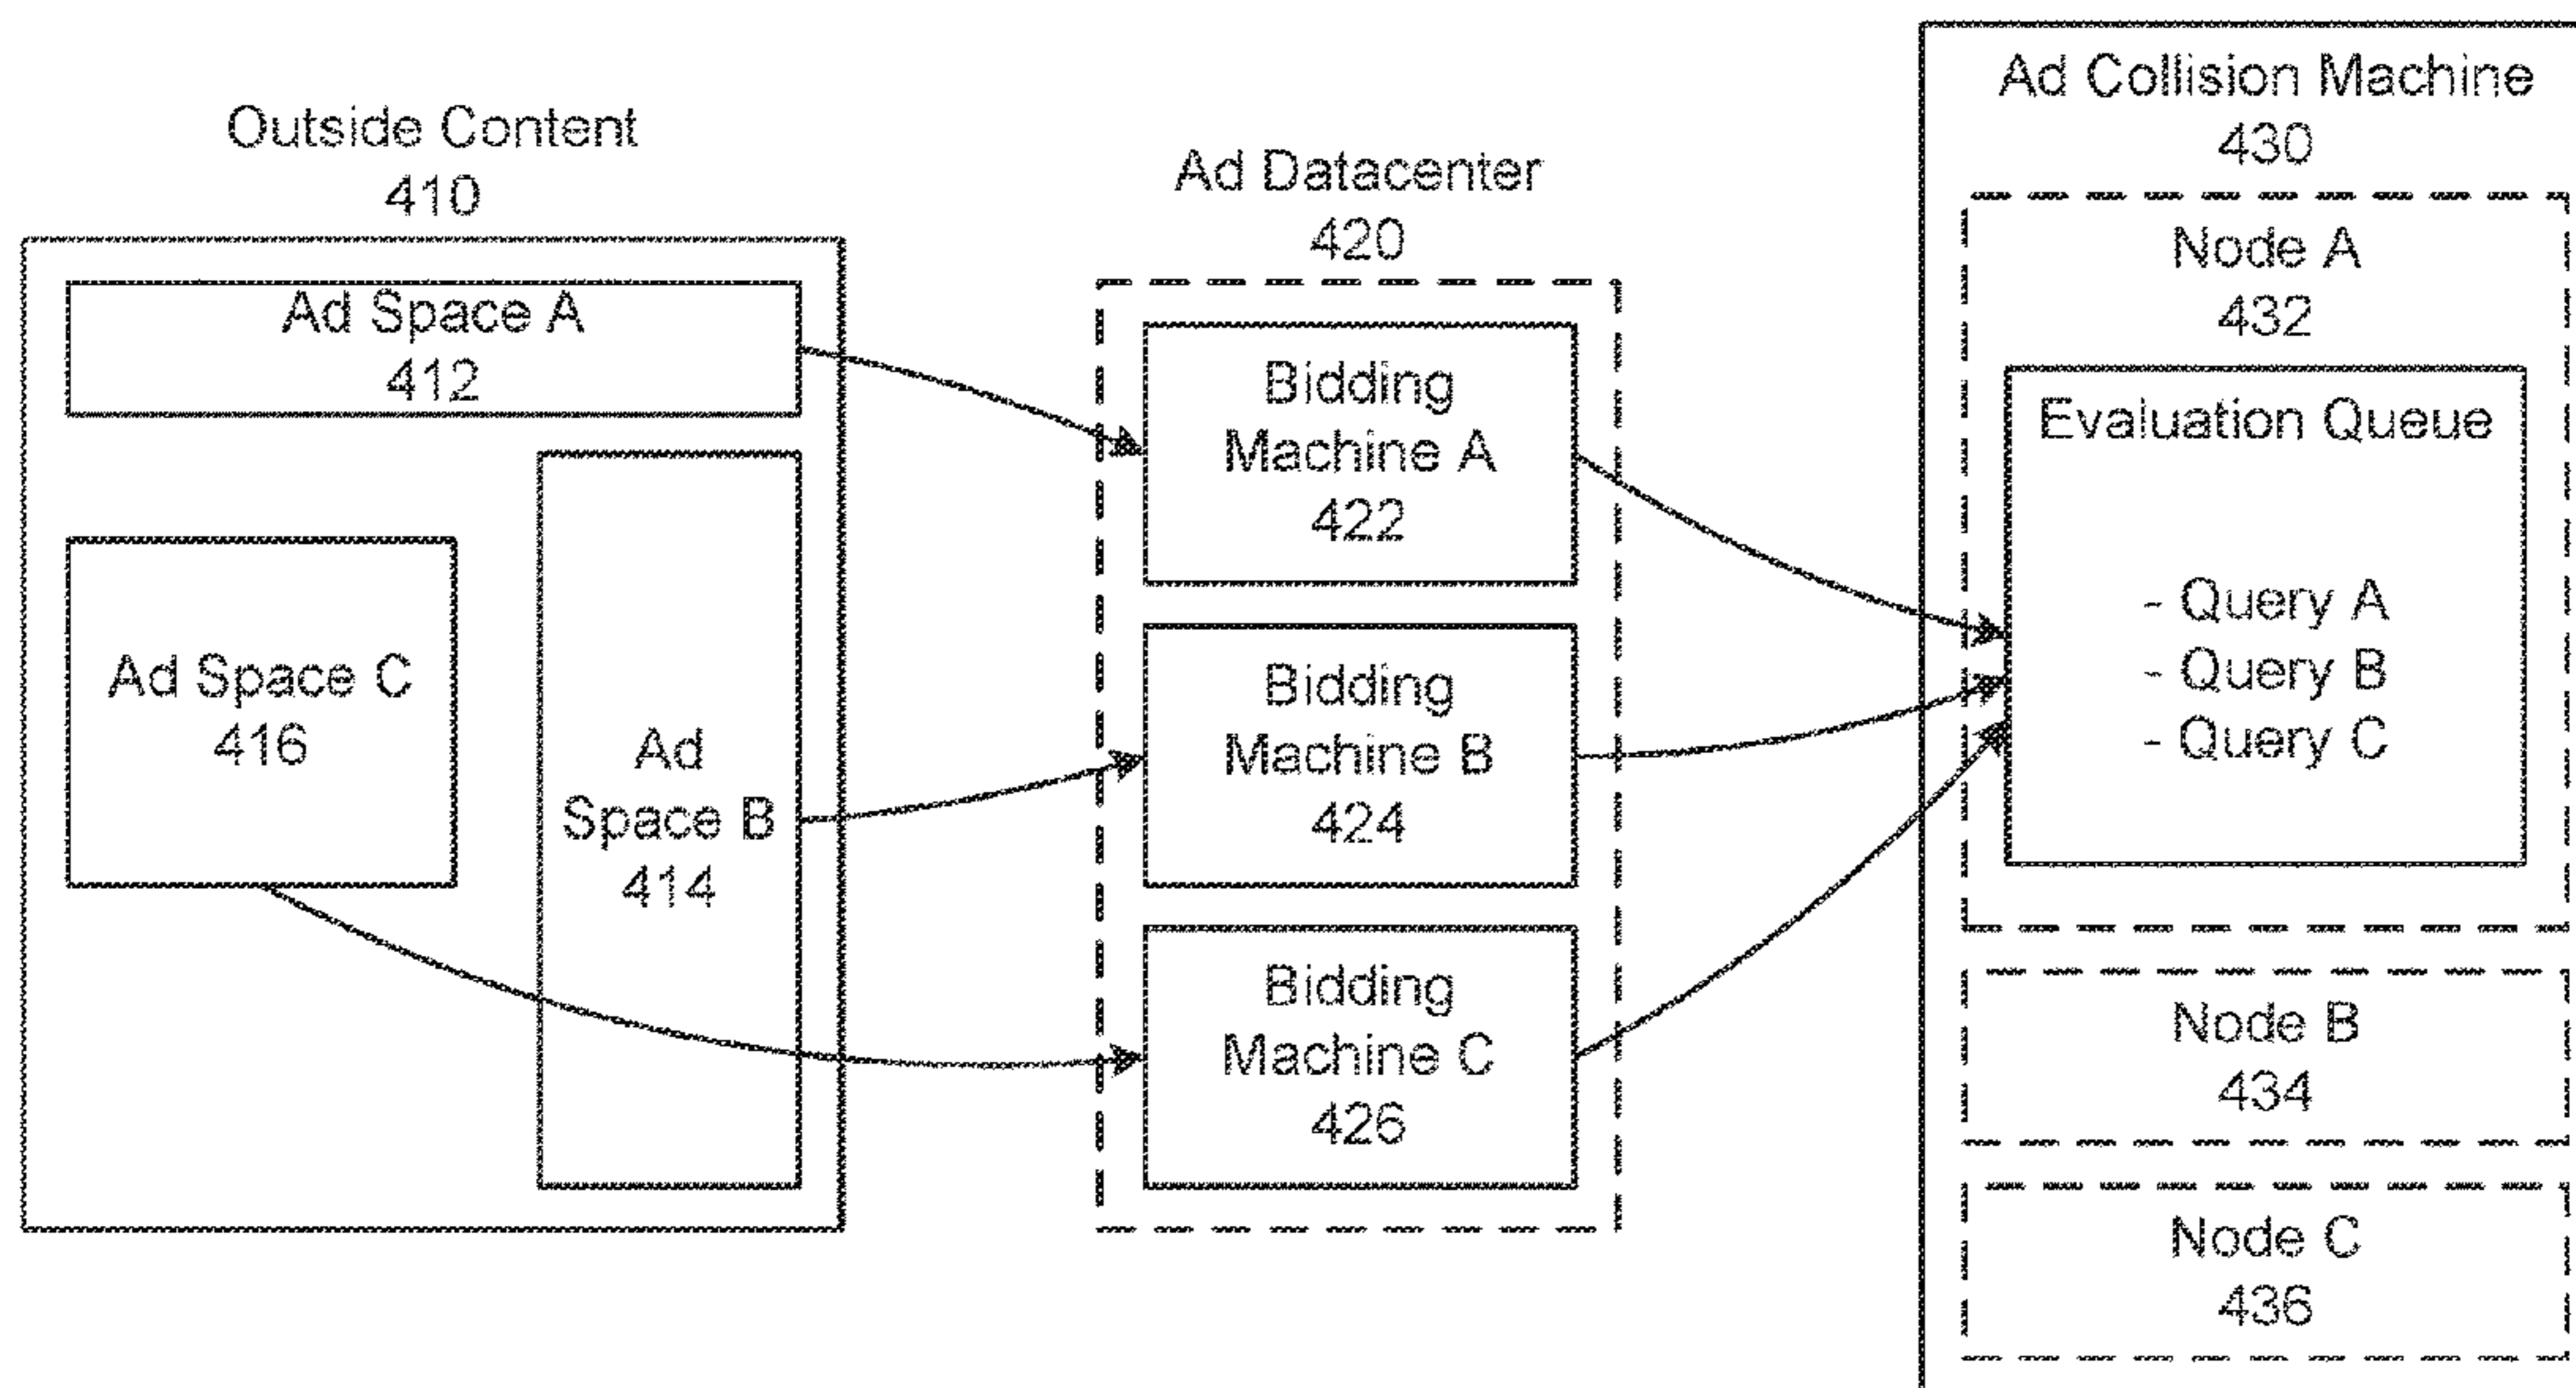 Outside Content
410
Ad Space A
412
Ad Space C
416
Ad
Space B
414
Ad Datacenter
420
Bidding
Machine A
422
Bidding
Machine B
424
Bidding
Machine C
426
Ad Collision Machine
430
Node A
432
Evaluation Queue
- Query A
- Query B
- Query C
Node B
434
Node C
436